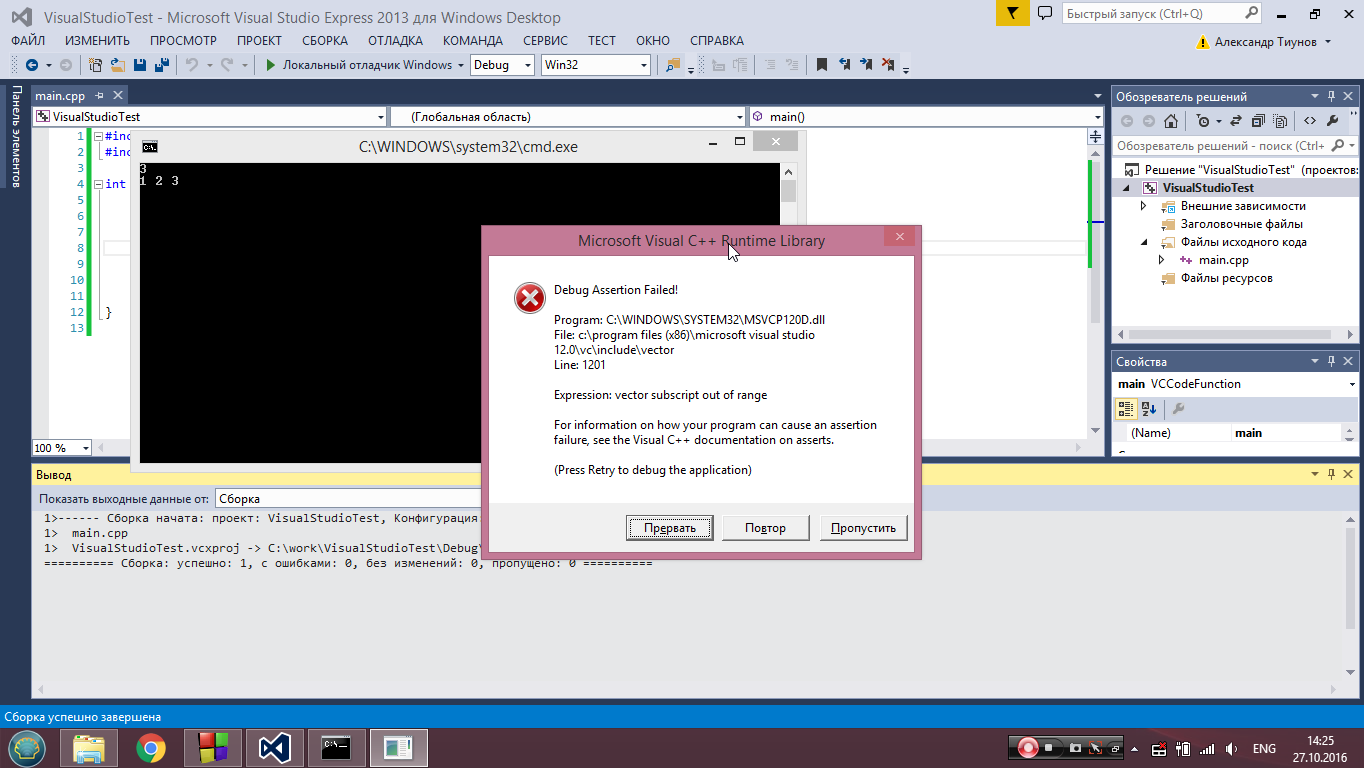 VisualStudioTest - Microsoft Visual Studio Express 2013 для Windows Desktop
Быстрый запуск (Ctrl+Q)
ФАЙЛ ИЗМЕНИТЬ ПРОСМОТР ПРОЕКТ СБОРКА ОТЛАДКА КОМАНДА СЕРВИС ТЕСТ ОКНО СПРАВКА
Александр Тиунов
Локальный отладчик Windows Debug Win32
Панель элементов
main.cpp
VisualStudioTest (Глобальная область) main()
1 #inc
2 #inc
3
4 int
5
6
7
8
9
10
11
12 }
13
100 %
C:\WINDOWS\system32\cmd.exe
3
1 2 3
Microsoft Visual C++ Runtime Library
Debug Assertion Failed!
Program: C:\WINDOWS\SYSTEM32\MSVCP120D.dll
File: c:\program files (x86)\microsoft visual studio
12.0\vc\include\vector
Line: 1201
Expression: vector subscript out of range
For information on how your program can cause an assertion
failure, see the Visual C++ documentation on asserts.
(Press Retry to debug the application)
Прервать Повтор Пропустить
Обозреватель решений
Обозреватель решений - поиск (Ctrl+
Решение "VisualStudioTest" (проектов:
VisualStudioTest
Внешние зависимости
Заголовочные файлы
Файлы исходного кода
main.cpp
Файлы ресурсов
Свойства
main VCCodeFunction
(Name) main
Вывод
Показать выходные данные от: Сборка
1>------ Сборка начата: проект: VisualStudioTest, Конфигурация
1> main.cpp
1> VisualStudioTest.vcxproj -> C:\work\VisualStudioTest\Debug\
========== Сборка: успешно: 1, с ошибками: 0, без изменений: 0, пропущено: 0 ==========
Сборка успешно завершена
ENG
14:25
27.10.2016